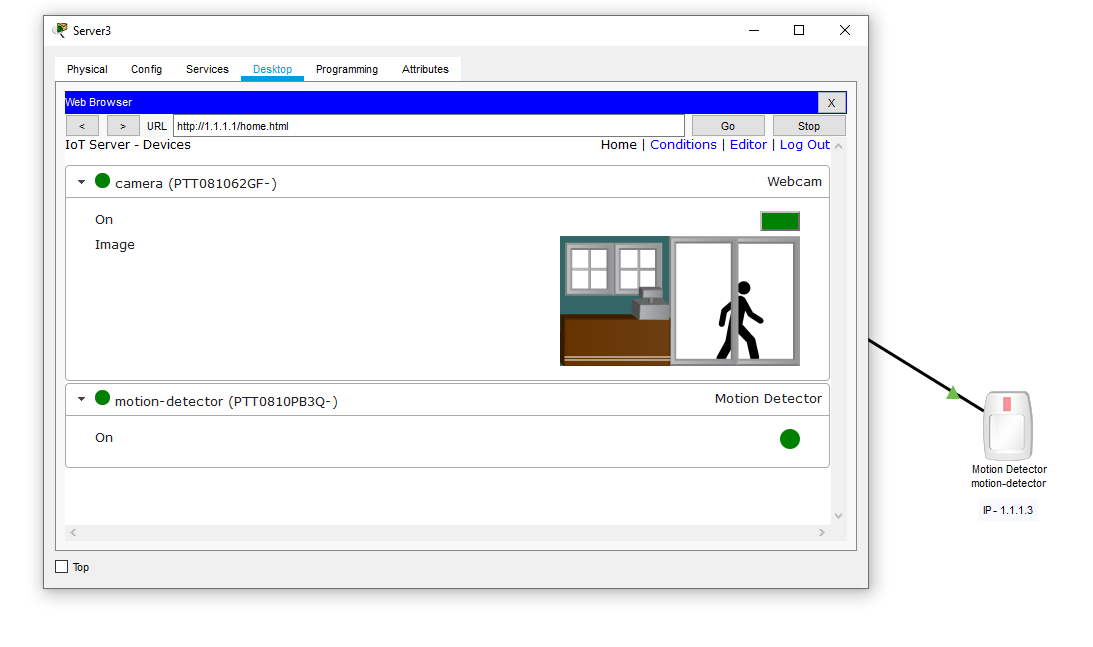 Server3
Physical Config Services Desktop Programming Attributes
Web Browser X
< > URL http://1.1.1.1/home.html Go Stop
IoT Server - Devices Home | Conditions | Editor | Log Out
camera (PTT081062GF-) Webcam
On
Image
motion-detector (PTT0810PB3Q-) Motion Detector
On
Top
Motion Detector
motion-detector
IP - 1.1.1.3